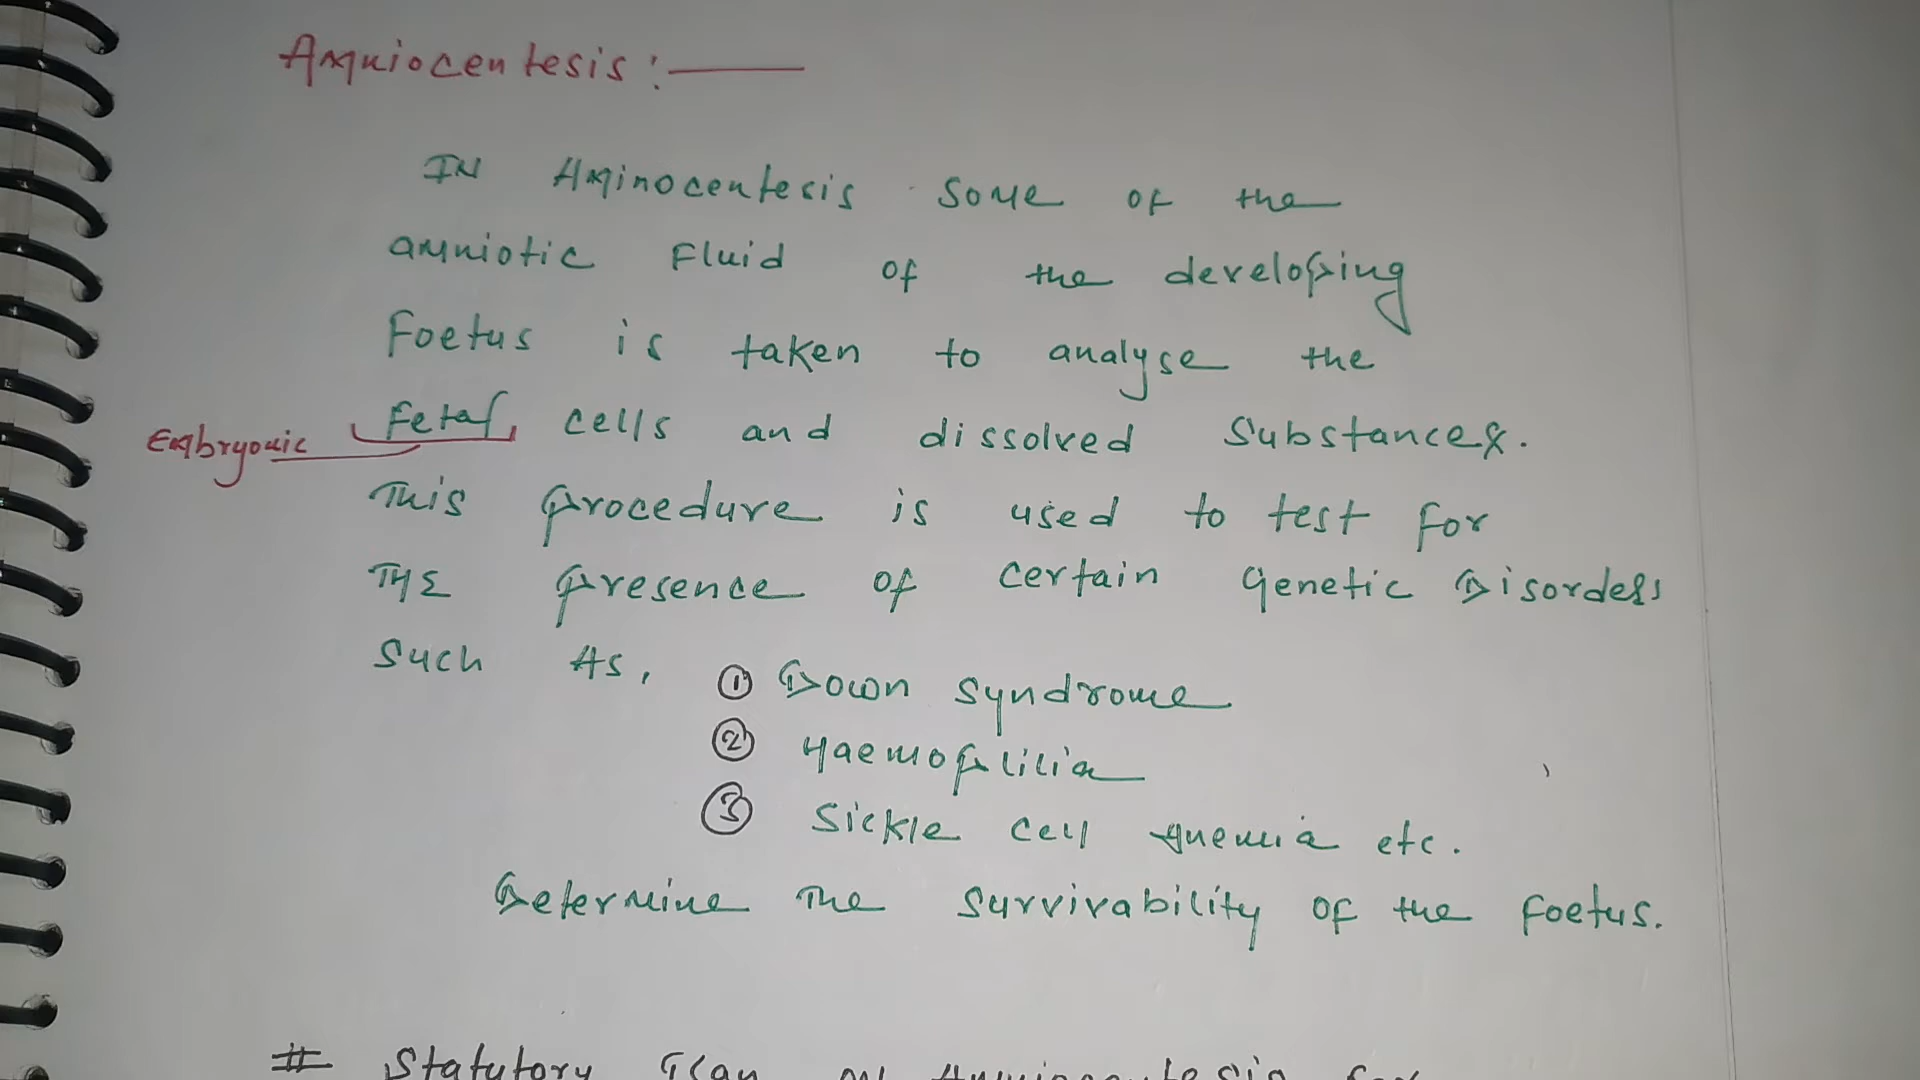 Amniocentesis :—
IN Aminocentesis some of the
amniotic Fluid of the developing
Foetus is taken to analyse the
Embryonic Fetal cells and dissolved substances.
This procedure is used to test for
THE presence of certain genetic Disorders
such As, ① Down syndrome
② Haemophilia
③ Sickle cell anemia etc.
Determine The survivability of the foetus.
# Statutory on